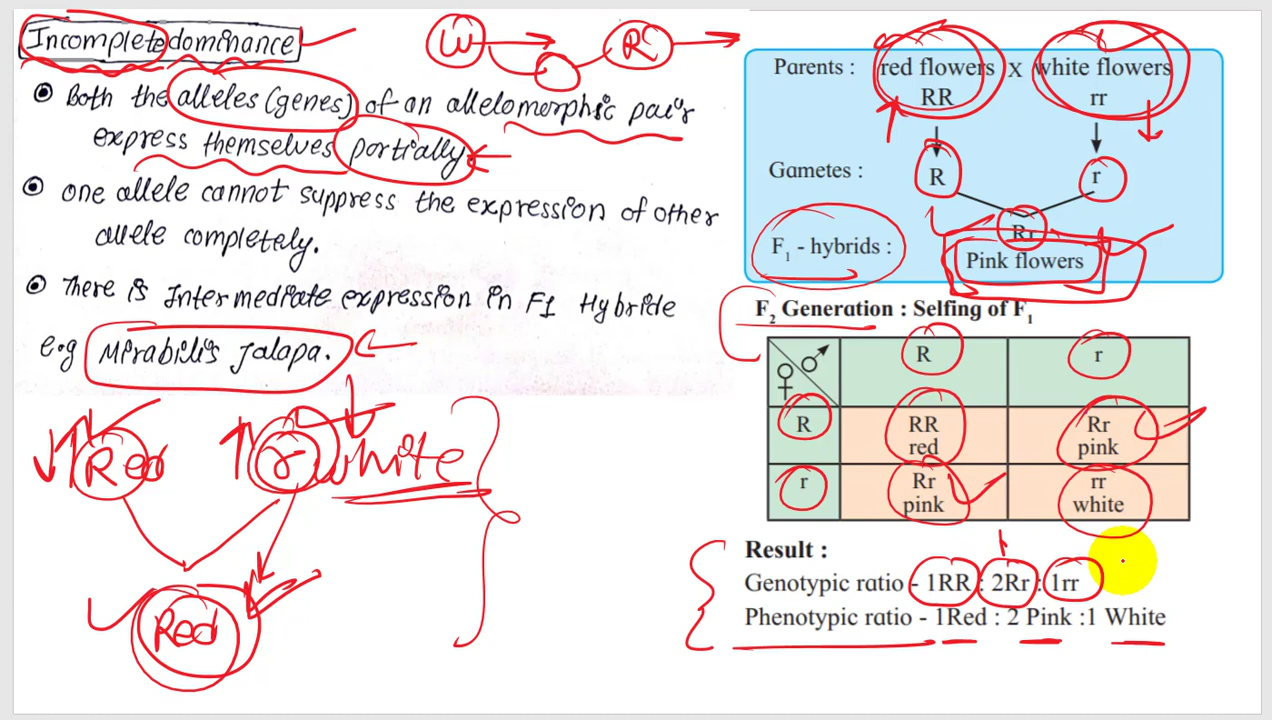 Incomplete dominance
W R
Both the alleles (genes) of an allelomorphic pair
express themselves partially
one allele cannot suppress the expression of other
allele completely.
There is Intermediate expression in F1 Hybride
e.g Mirabilis Jalapa.
Red r white
Red
Parents : red flowers X white flowers
RR rr
Gametes : R r
Rr
F1 - hybrids : Pink flowers
F2 Generation : Selfing of F1
♀ ♂ R r
R RR Rr
red pink
r Rr rr
pink white
Result :
Genotypic ratio - 1RR : 2Rr : 1rr
Phenotypic ratio - 1Red : 2 Pink :1 White